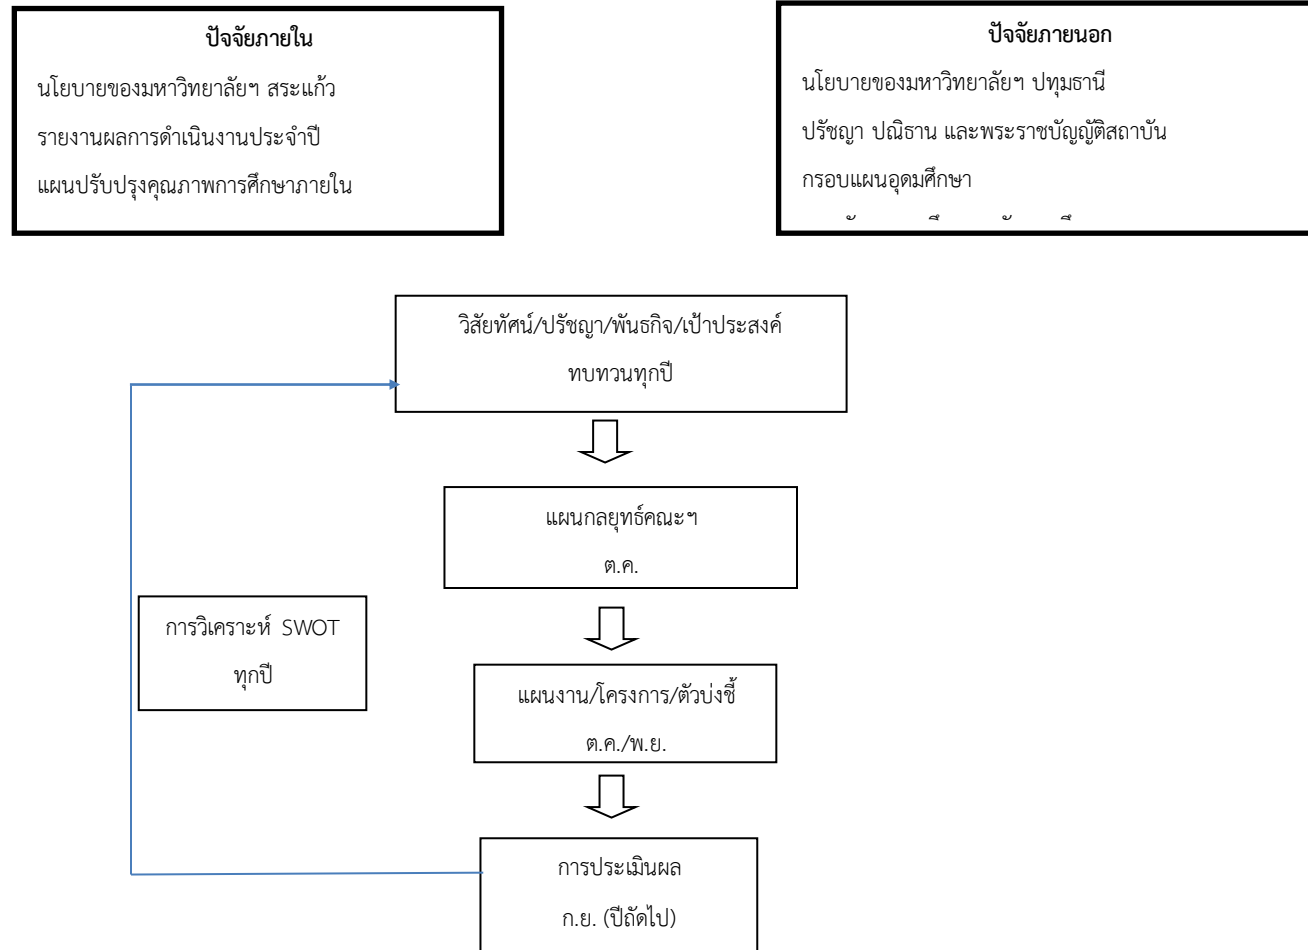 ปัจจัยภายใน
นโยบายของมหาวิทยาลัยฯ สระแก้ว
รายงานผลการดำเนินงานประจำปี
แผนปรับปรุงคุณภาพการศึกษาภายใน
ปัจจัยภายนอก
นโยบายของมหาวิทยาลัยฯ ปทุมธานี
ปรัชญา ปณิธาน และพระราชบัญญัติสถาบัน
กรอบแผนอุดมศึกษา
วิสัยทัศน์/ปรัชญา/พันธกิจ/เป้าประสงค์
ทบทวนทุกปี
แผนกลยุทธ์คณะฯ
ต.ค.
การวิเคราะห์ SWOT
ทุกปี
แผนงาน/โครงการ/ตัวบ่งชี้
ต.ค./พ.ย.
การประเมินผล
ก.ย. (ปีถัดไป)